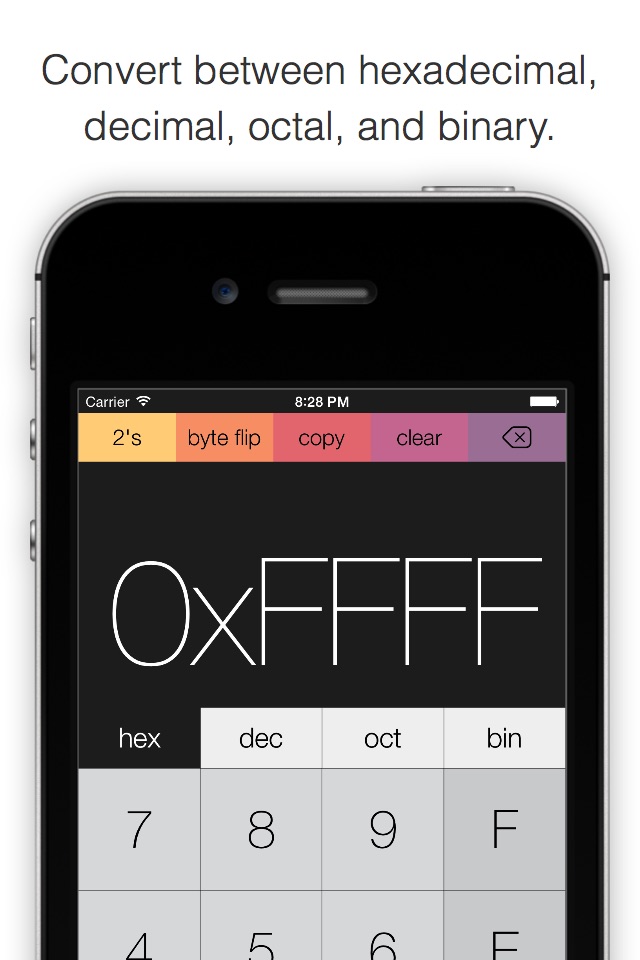 Convert between hexadecimal,
decimal, octal, and binary.
Carrier 8:28 PM
2's byte flip copy clear
0xFFFF
hex dec oct bin
7 8 9 F
4 5 6 E